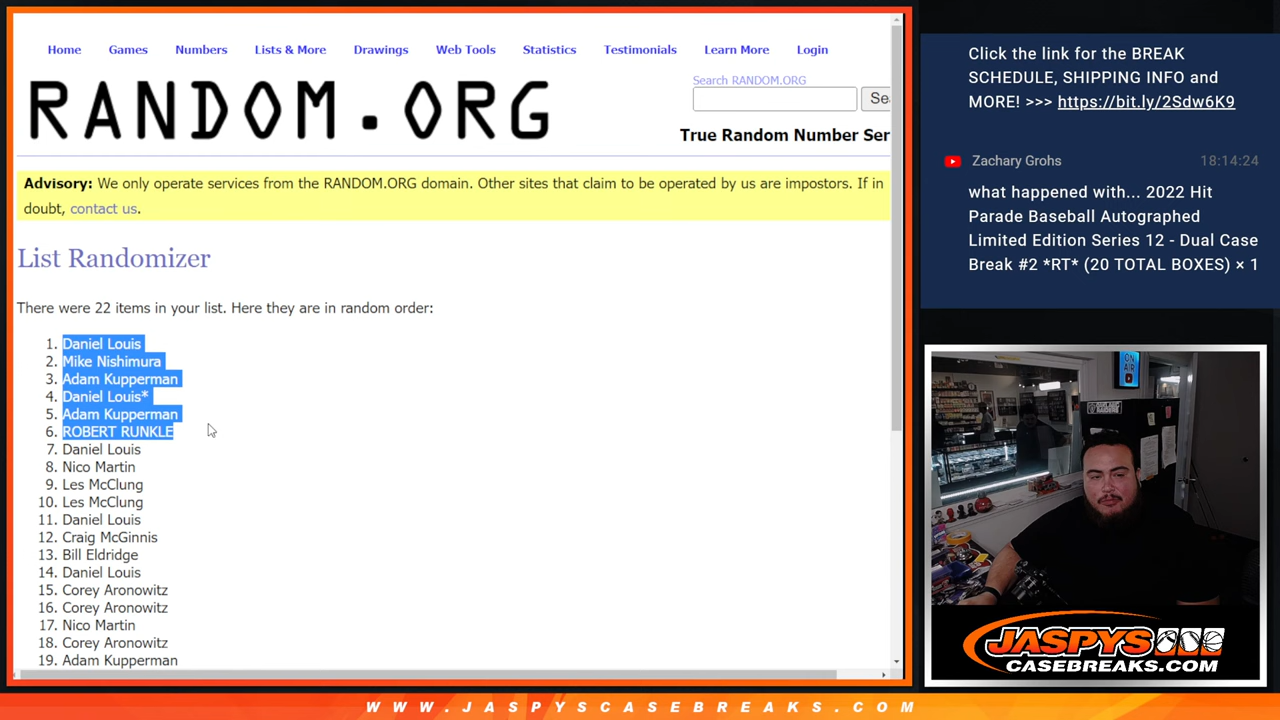 Home Games Numbers Lists & More Drawings Web Tools Statistics Testimonials Learn More Login
RANDOM.ORG
Search RANDOM.ORG
Sea
True Random Number Ser
Advisory: We only operate services from the RANDOM.ORG domain. Other sites that claim to be operated by us are impostors. If in
doubt, contact us.
List Randomizer
There were 22 items in your list. Here they are in random order:
1. Daniel Louis
2. Mike Nishimura
3. Adam Kupperman
4. Daniel Louis*
5. Adam Kupperman
6. ROBERT RUNKLE
7. Daniel Louis
8. Nico Martin
9. Les McClung
10. Les McClung
11. Daniel Louis
12. Craig McGinnis
13. Bill Eldridge
14. Daniel Louis
15. Corey Aronowitz
16. Corey Aronowitz
17. Nico Martin
18. Corey Aronowitz
19. Adam Kupperman
Click the link for the BREAK
SCHEDULE, SHIPPING INFO and
MORE! >>> https://bit.ly/2Sdw6K9
Zachary Grohs 18:14:24
what happened with... 2022 Hit
Parade Baseball Autographed
Limited Edition Series 12 - Dual Case
Break #2 *RT* (20 TOTAL BOXES) × 1
ON
AIR
JASPYS
CASEBREAKS.COM
WWW.JASPYSCASEBREAKS.COM